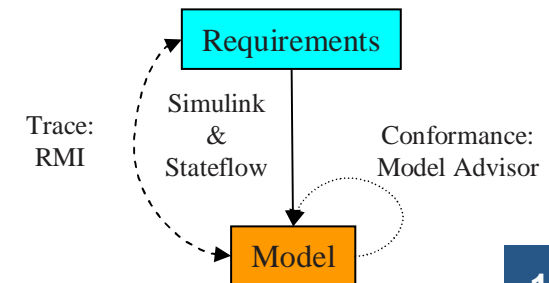 Requirements
Simulink
&
Stateflow
Trace:
RMI
Conformance:
Model Advisor
Model